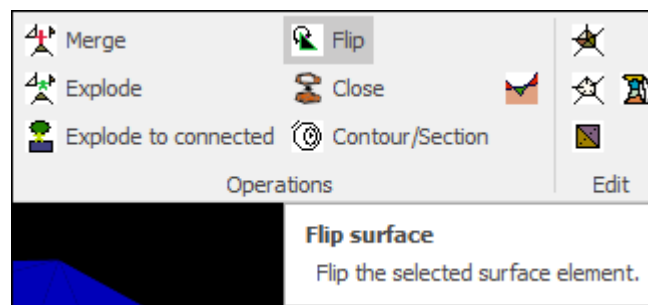 Merge
Flip
Explode
Close
Explode to connected
Contour/Section
Operations
Edit
Flip surface
Flip the selected surface element.